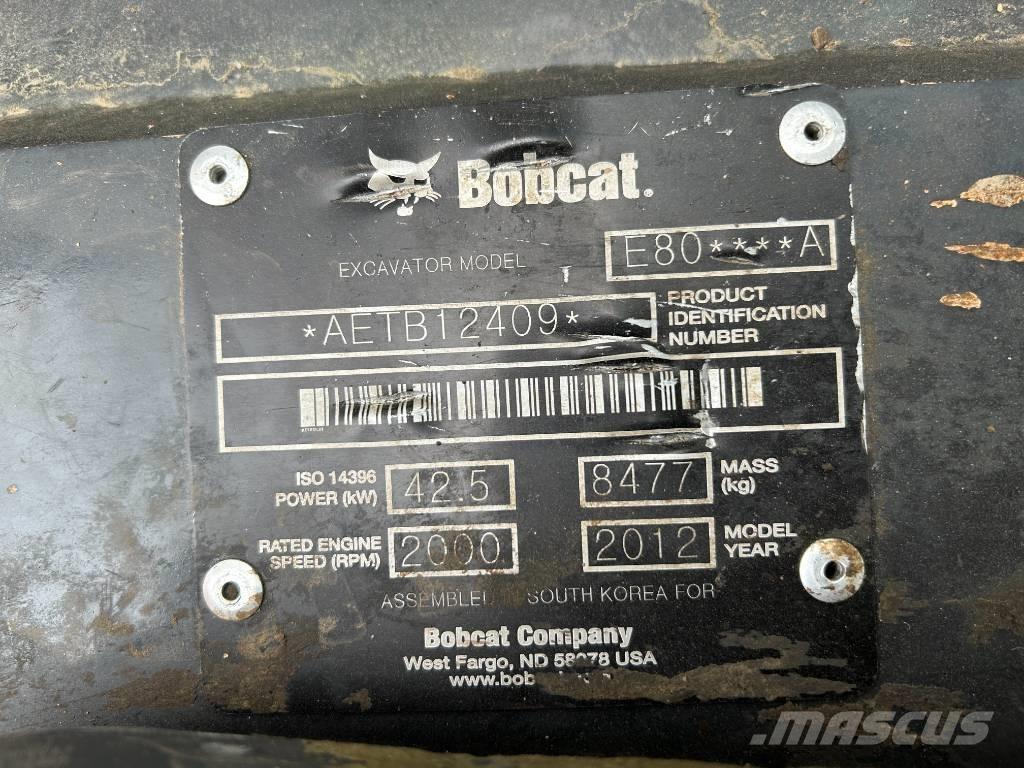 Bobcat.
EXCAVATOR MODEL E80****A
*AETB12409* PRODUCT
IDENTIFICATION
NUMBER
ISO 14396
POWER (kW) 42.5 8477 MASS
(kg)
RATED ENGINE
SPEED (RPM) 2000 2012 MODEL
YEAR
SOUTH KOREA FOR
Bobcat Company
West Fargo, ND 58078 USA
MASCUS